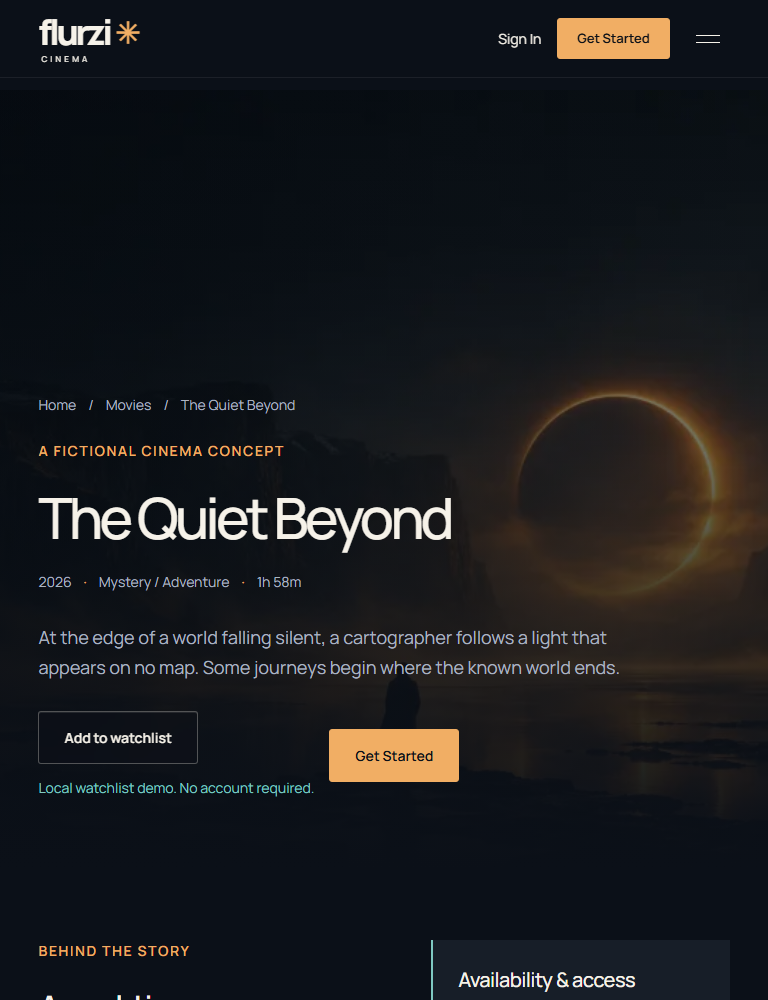 flurzi
CINEMA
Sign In
Get Started
Home / Movies / The Quiet Beyond
A FICTIONAL CINEMA CONCEPT
The Quiet Beyond
2026 · Mystery / Adventure · 1h 58m
At the edge of a world falling silent, a cartographer follows a light that
appears on no map. Some journeys begin where the known world ends.
Add to watchlist
Get Started
Local watchlist demo. No account required.
BEHIND THE STORY
Availability & access